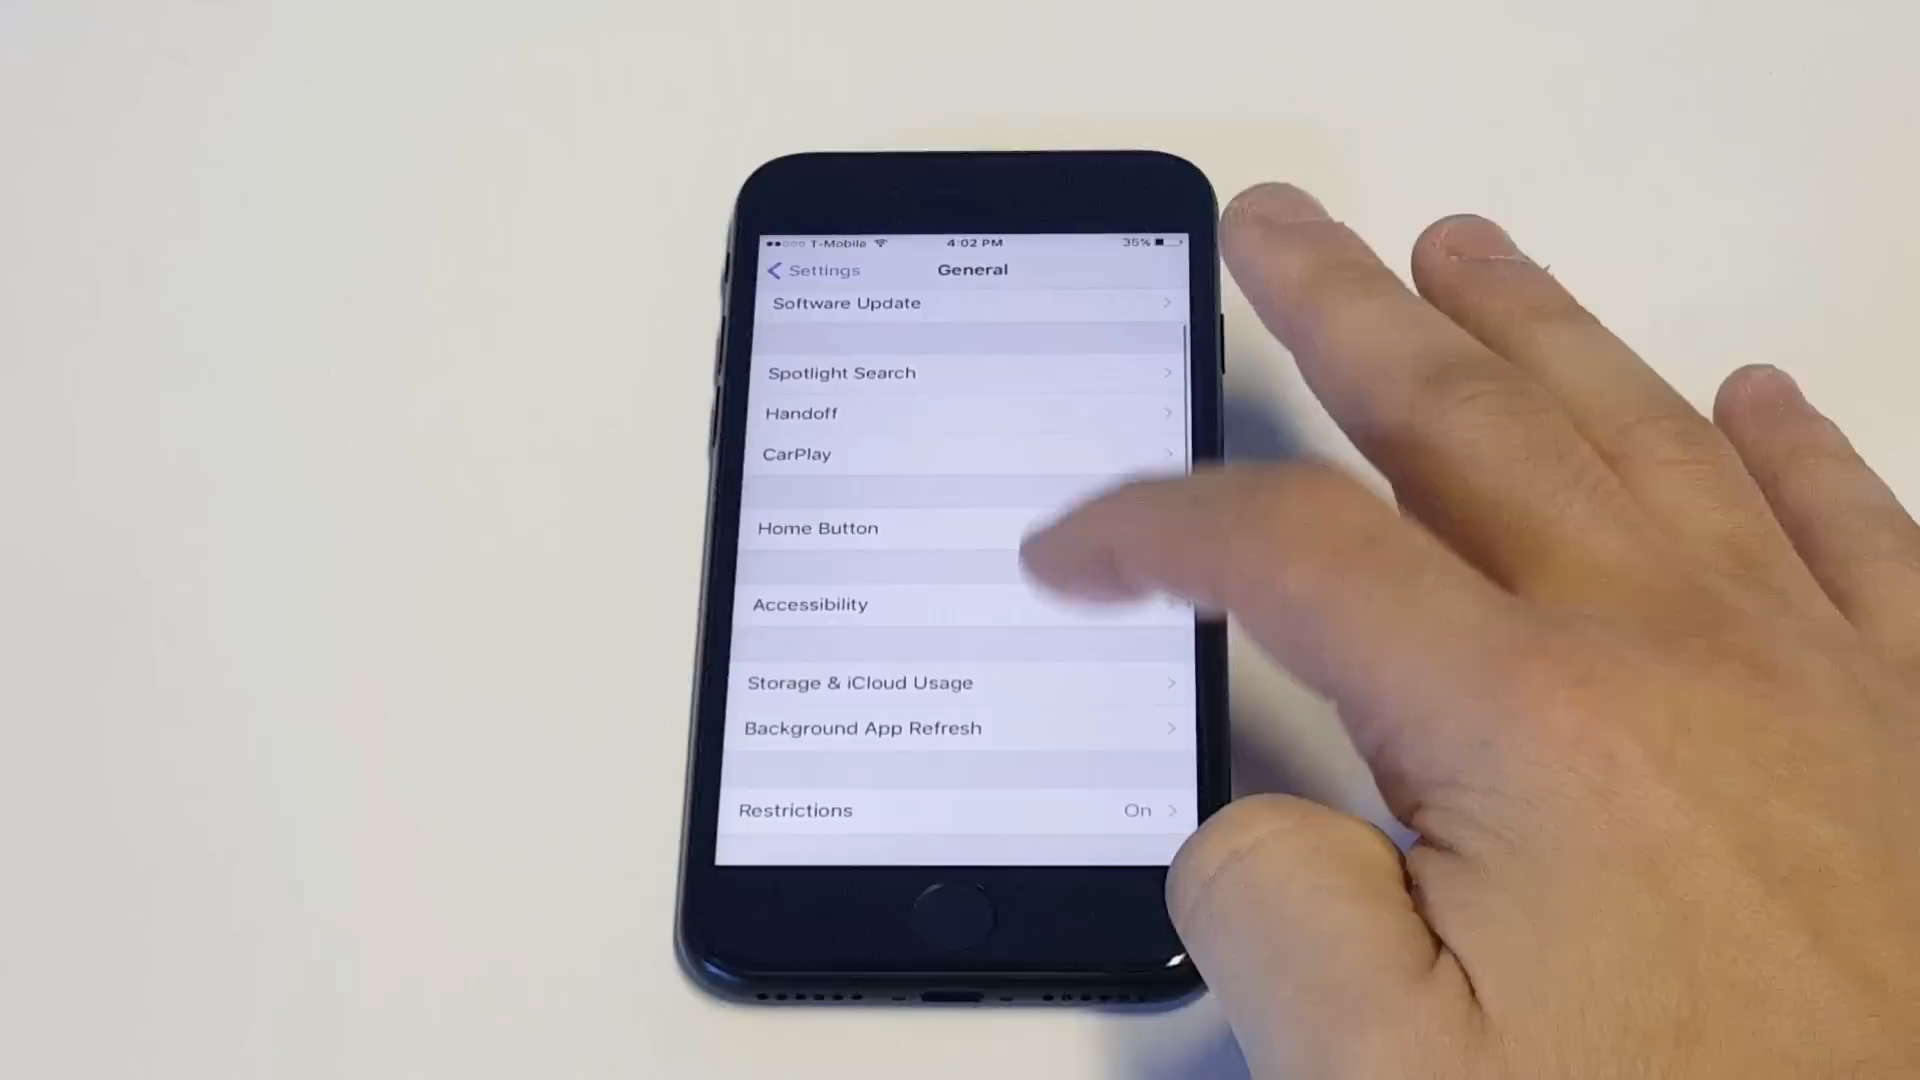 T-Mobile 4:02 PM 35%
Settings General
Software Update
Spotlight Search
Handoff
CarPlay
Home Button
Accessibility
Storage & iCloud Usage
Background App Refresh
Restrictions On